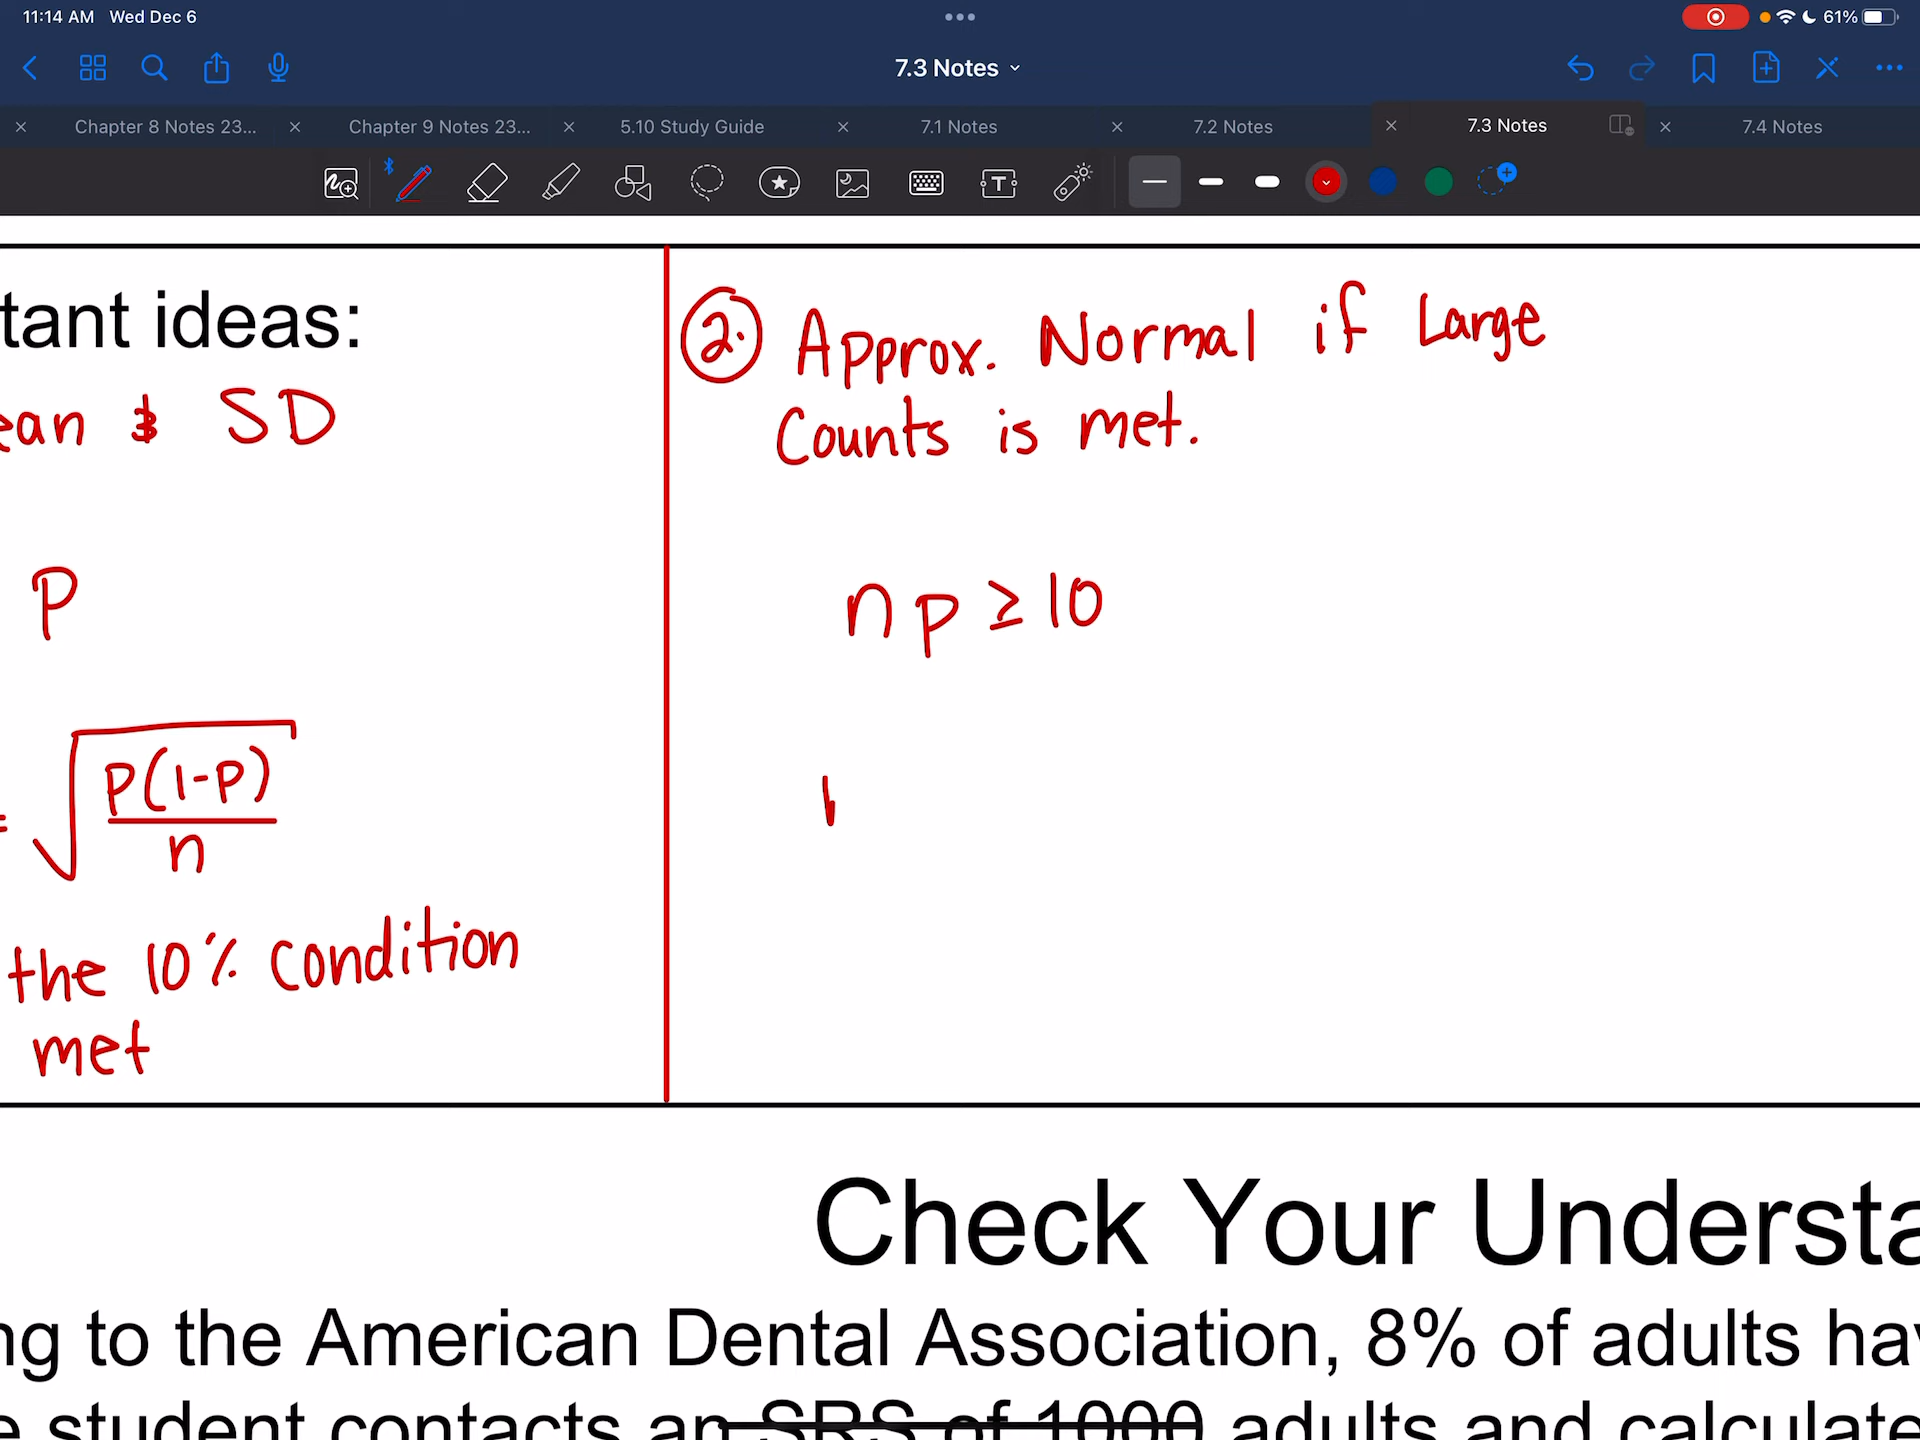 11:14 AM Wed Dec 6
61%
7.3 Notes
Chapter 8 Notes 23...
Chapter 9 Notes 23...
5.10 Study Guide
7.1 Notes
7.2 Notes
7.3 Notes
7.4 Notes
tant ideas:
ean & SD
P
= √ P(1-P)
n
the 10% condition
met
2. Approx. Normal if Large
Counts is met.
np ≥ 10
Check Your Understa
ng to the American Dental Association, 8% of adults hav
e student contacts an SRS of 1000 adults and calculate